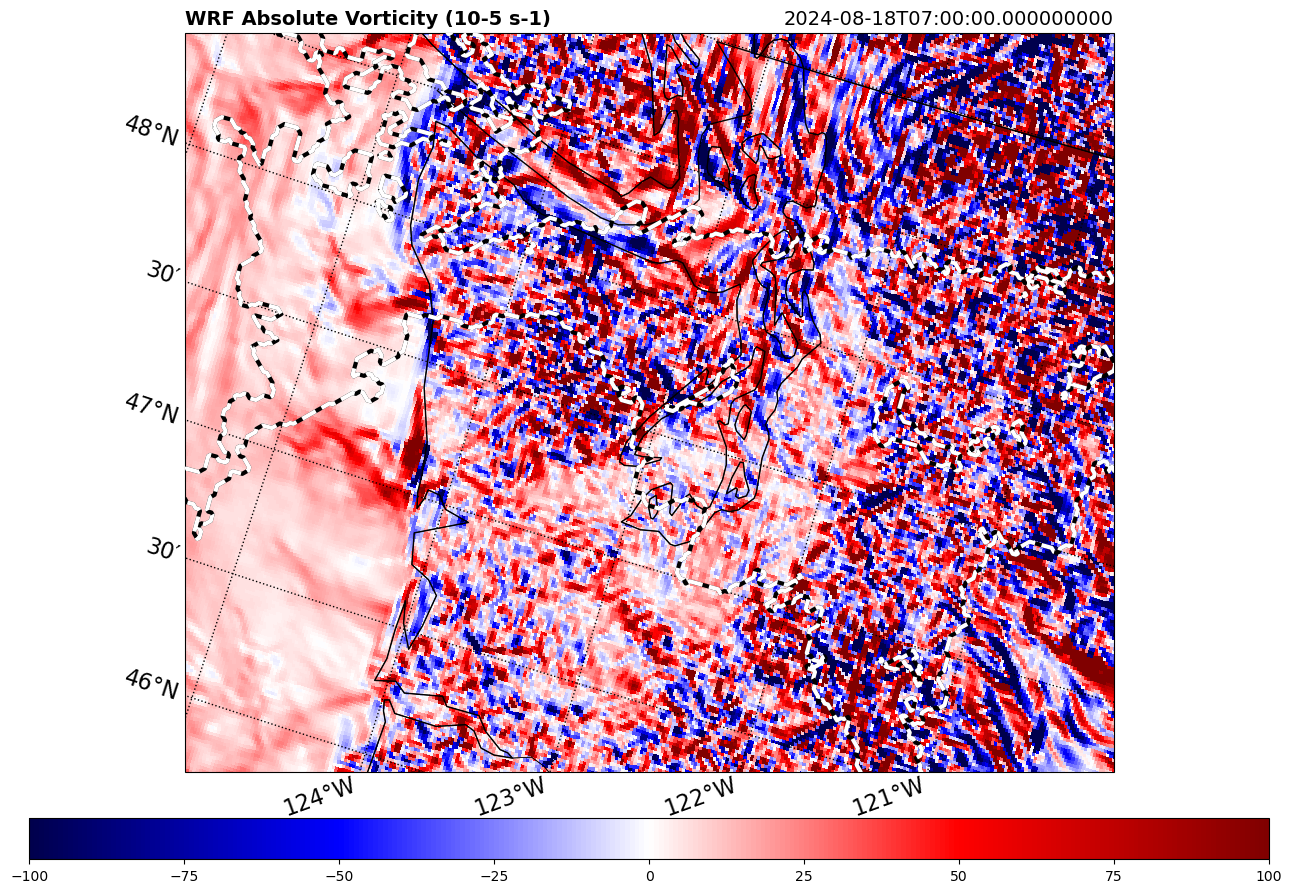 WRF Absolute Vorticity (10-5 s-1) 2024-08-18T07:00:00.000000000
48°N
30′
47°N
30′
46°N
124°W 123°W 122°W 121°W
−100 −75 −50 −25 0 25 50 75 100